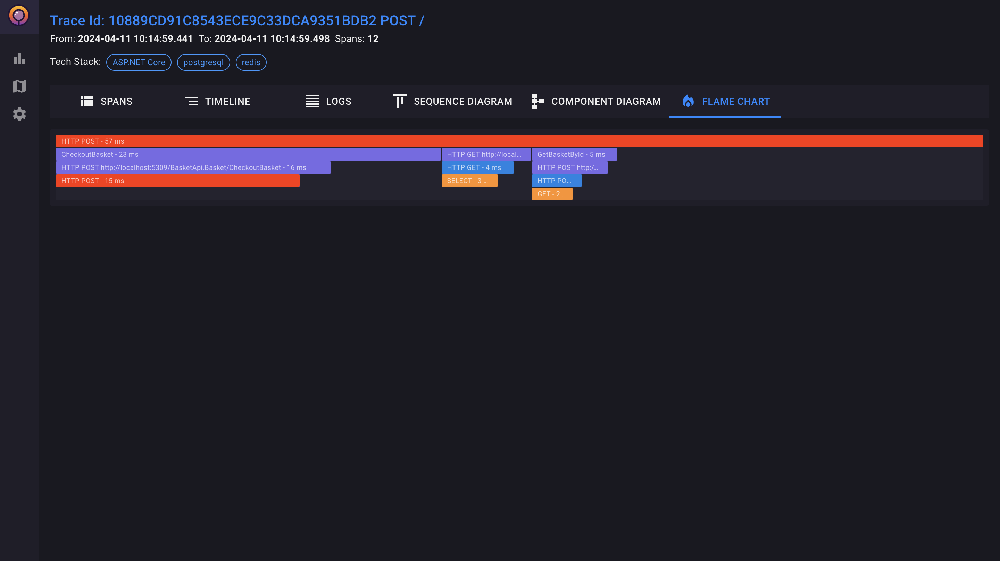 Trace Id: 10889CD91C8543ECE9C33DCA9351BDB2 POST /
From: 2024-04-11 10:14:59.441 To: 2024-04-11 10:14:59.498 Spans: 12
Tech Stack: ASP.NET Core postgresql redis
SPANS TIMELINE LOGS SEQUENCE DIAGRAM COMPONENT DIAGRAM FLAME CHART
HTTP POST - 57 ms
CheckoutBasket - 23 ms HTTP GET http://local... GetBasketById - 5 ms
HTTP POST http://localhost:5309/BasketApi.Basket/CheckoutBasket - 16 ms HTTP GET - 4 ms HTTP POST http:/...
HTTP POST - 15 ms SELECT - 3 ... HTTP PO...
GET - 2...